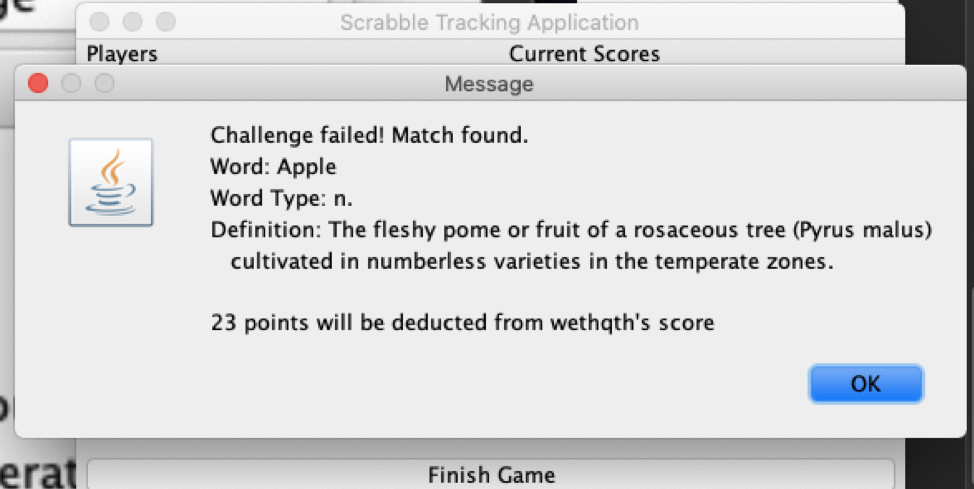 Scrabble Tracking Application
Players Current Scores
Message
Challenge failed! Match found.
Word: Apple
Word Type: n.
Definition: The fleshy pome or fruit of a rosaceous tree (Pyrus malus)
cultivated in numberless varieties in the temperate zones.
23 points will be deducted from wethqth's score
OK
Finish Game